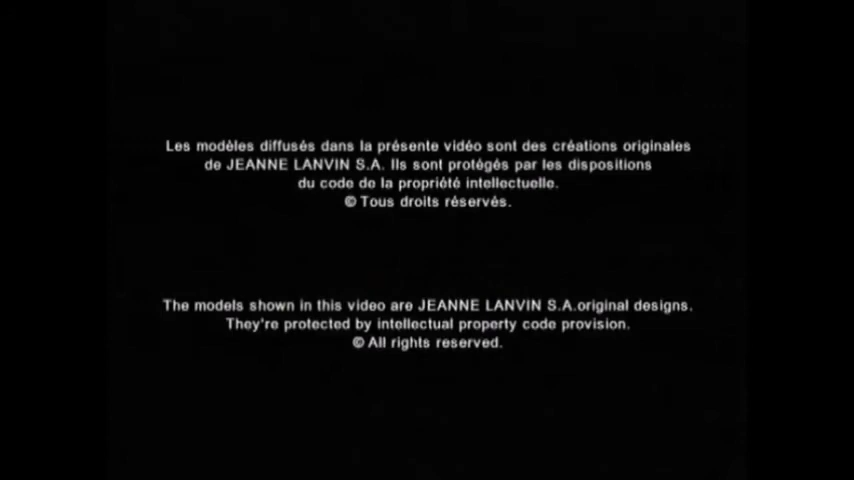 Les modèles diffusés dans la présente vidéo sont des créations originales
de JEANNE LANVIN S.A. Ils sont protégés par les dispositions
du code de la propriété intellectuelle.
© Tous droits réservés.
The models shown in this video are JEANNE LANVIN S.A.original designs.
They're protected by intellectual property code provision.
© All rights reserved.